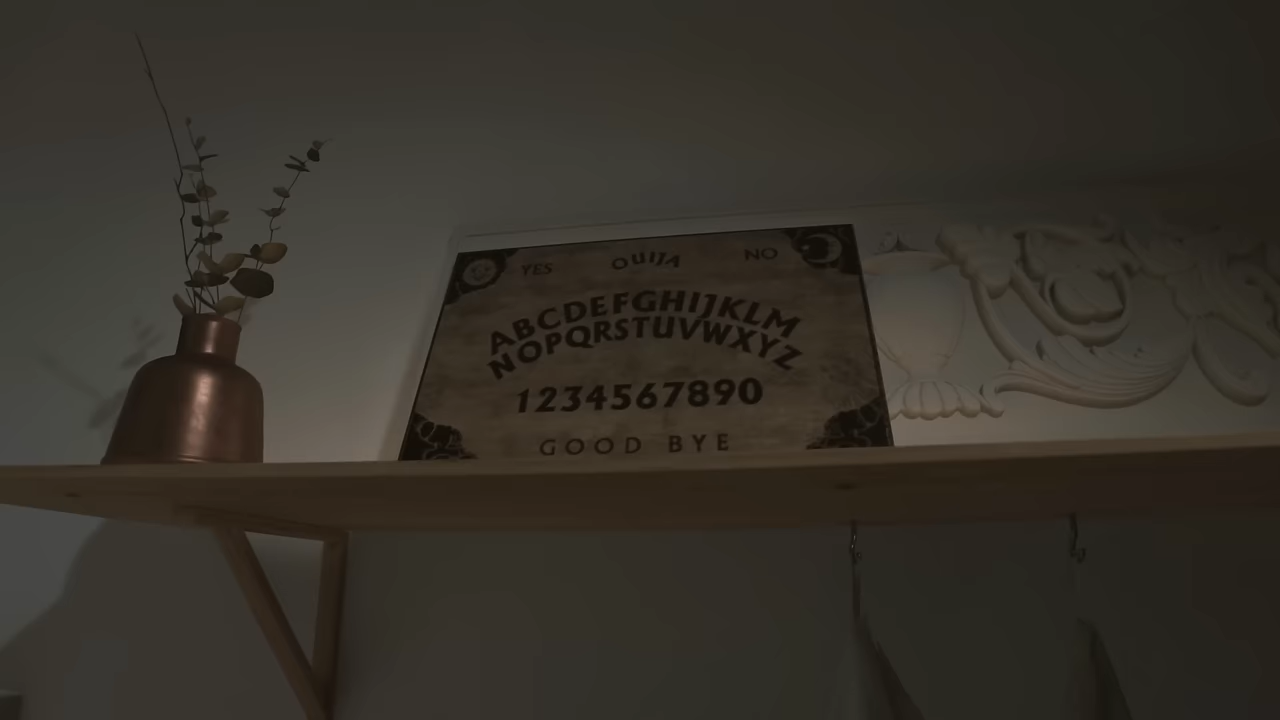 YES OUIJA NO
ABCDEFGHIJKLM
NOPQRSTUVWXYZ
1234567890
GOOD BYE